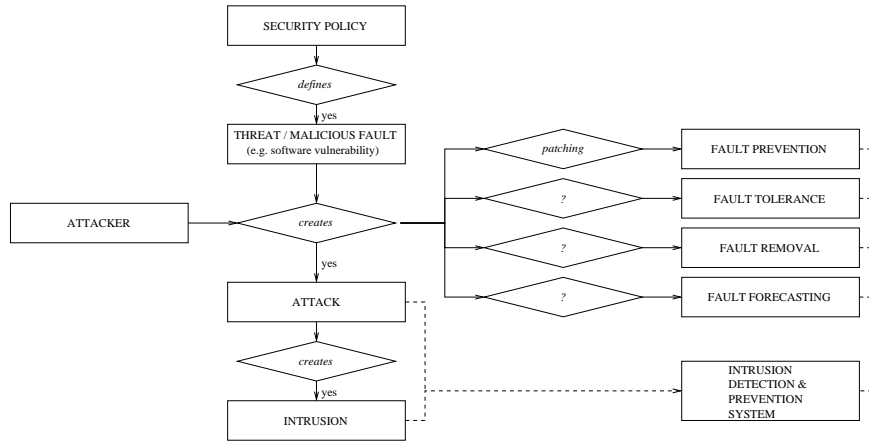 SECURITY POLICY
defines
yes
THREAT / MALICIOUS FAULT
(e.g. software vulnerability)
patching
FAULT PREVENTION
?
FAULT TOLERANCE
ATTACKER
creates
?
FAULT REMOVAL
yes
?
FAULT FORECASTING
ATTACK
creates
yes
INTRUSION
DETECTION &
PREVENTION
SYSTEM
INTRUSION